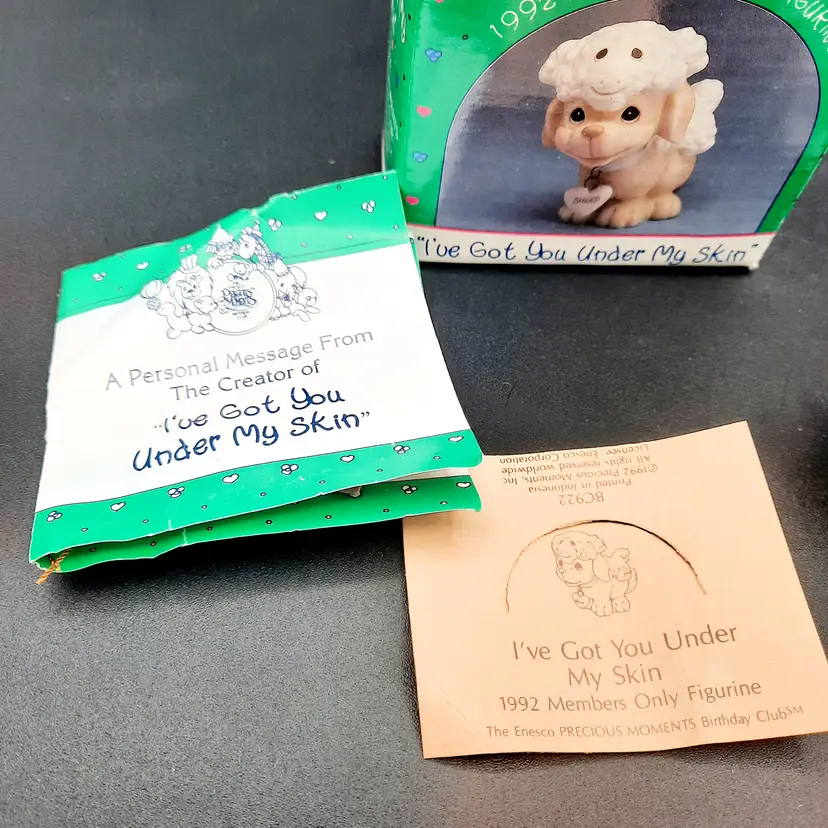 1992
"I've Got You Under My Skin"
A Personal Message From
The Creator of
"I've Got You
Under My Skin"
BC922
Printed in Indonesia
©1992 Precious Moments, Inc.
All rights reserved worldwide
Licensee Enesco Corporation
I've Got You Under
My Skin
1992 Members Only Figurine
The Enesco PRECIOUS MOMENTS Birthday Club℠